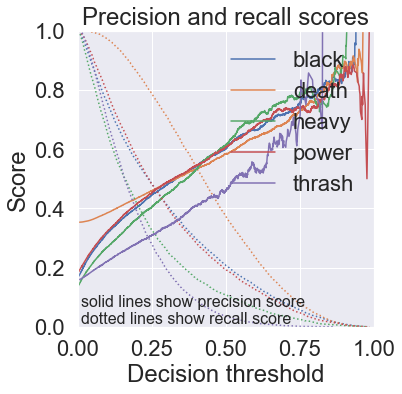 Precision and recall scores
black
death
heavy
power
thrash
Score
1.0
0.8
0.6
0.4
0.2
0.0
solid lines show precision score
dotted lines show recall score
0.00 0.25 0.50 0.75 1.00
Decision threshold